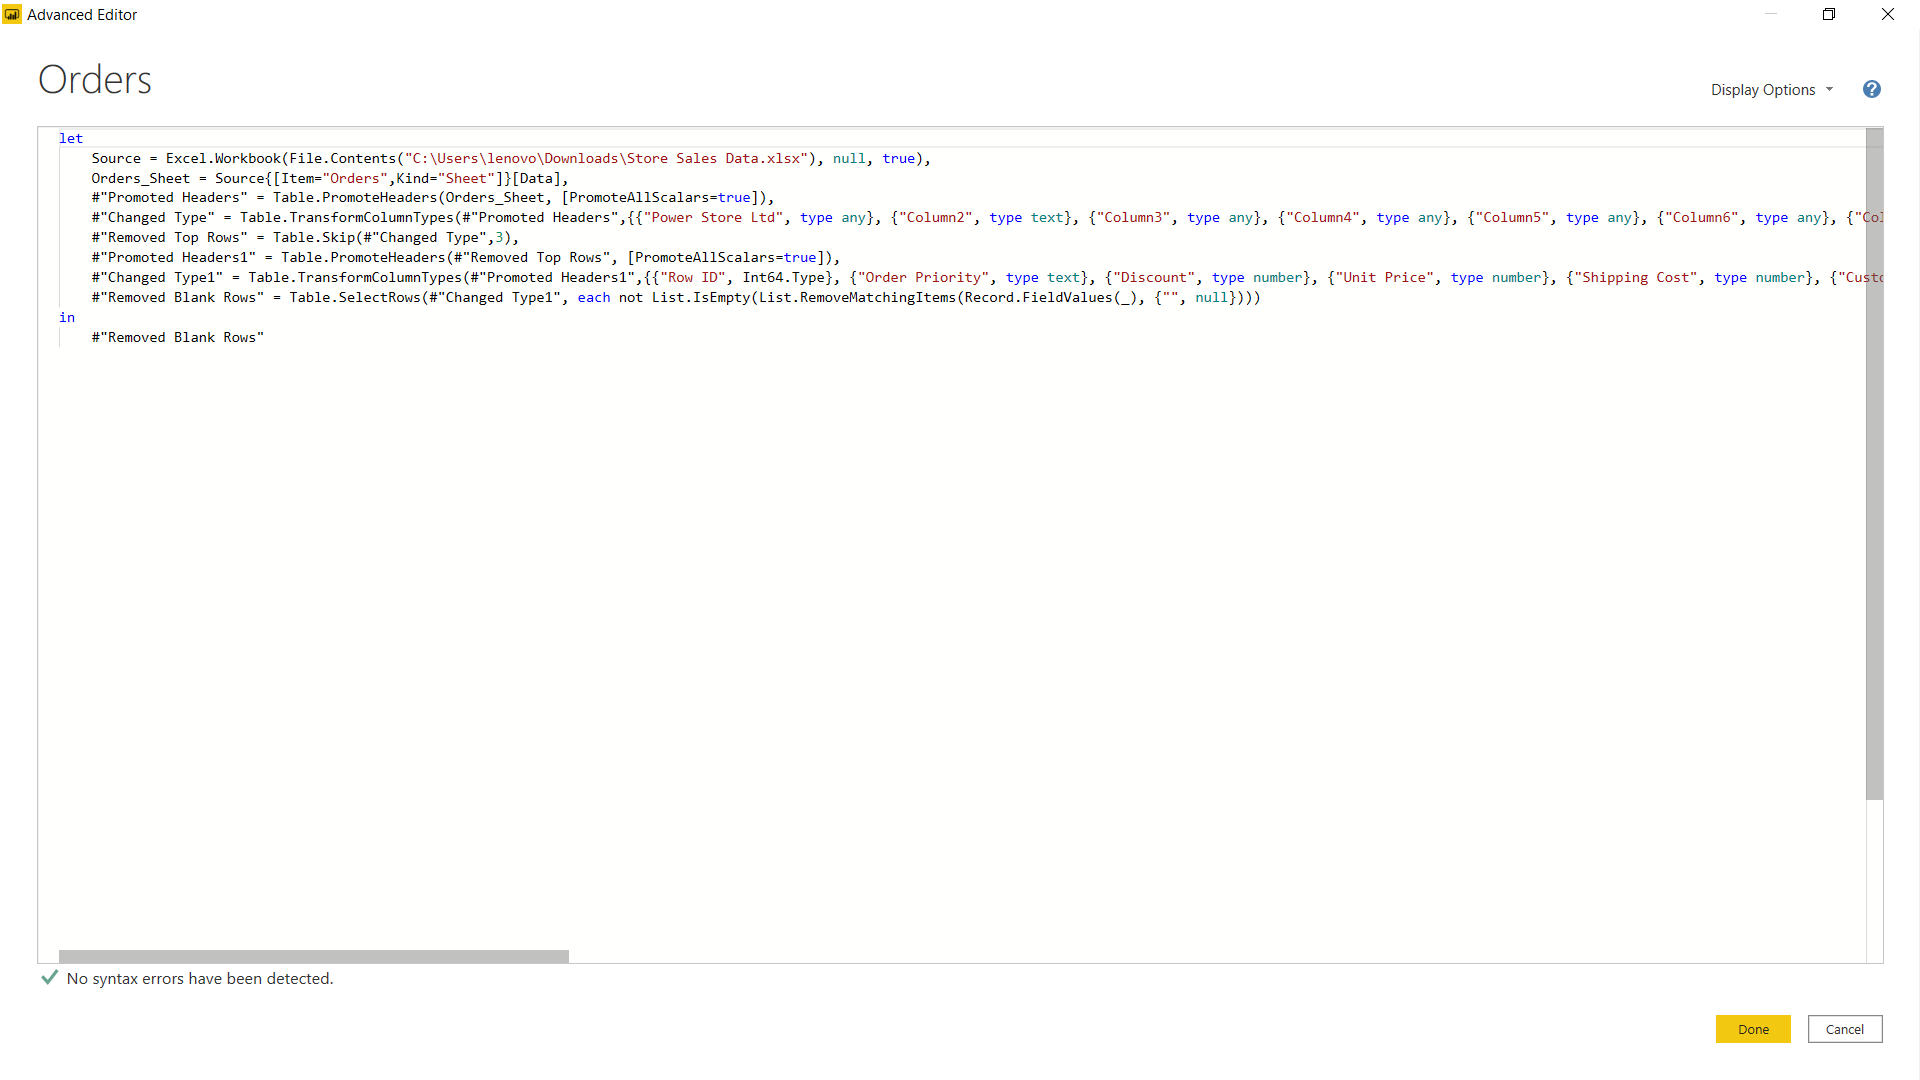 Advanced Editor
Orders
Display Options
?
let
Source = Excel.Workbook(File.Contents("C:\Users\lenovo\Downloads\Store Sales Data.xlsx"), null, true),
Orders_Sheet = Source{[Item="Orders",Kind="Sheet"]}[Data],
#"Promoted Headers" = Table.PromoteHeaders(Orders_Sheet, [PromoteAllScalars=true]),
#"Changed Type" = Table.TransformColumnTypes(#"Promoted Headers",{{"Power Store Ltd", type any}, {"Column2", type text}, {"Column3", type any}, {"Column4", type any}, {"Column5", type any}, {"Column6", type any}, {"Col
#"Removed Top Rows" = Table.Skip(#"Changed Type",3),
#"Promoted Headers1" = Table.PromoteHeaders(#"Removed Top Rows", [PromoteAllScalars=true]),
#"Changed Type1" = Table.TransformColumnTypes(#"Promoted Headers1",{{"Row ID", Int64.Type}, {"Order Priority", type text}, {"Discount", type number}, {"Unit Price", type number}, {"Shipping Cost", type number}, {"Custo
#"Removed Blank Rows" = Table.SelectRows(#"Changed Type1", each not List.IsEmpty(List.RemoveMatchingItems(Record.FieldValues(_), {"", null})))
in
#"Removed Blank Rows"
No syntax errors have been detected.
Done
Cancel